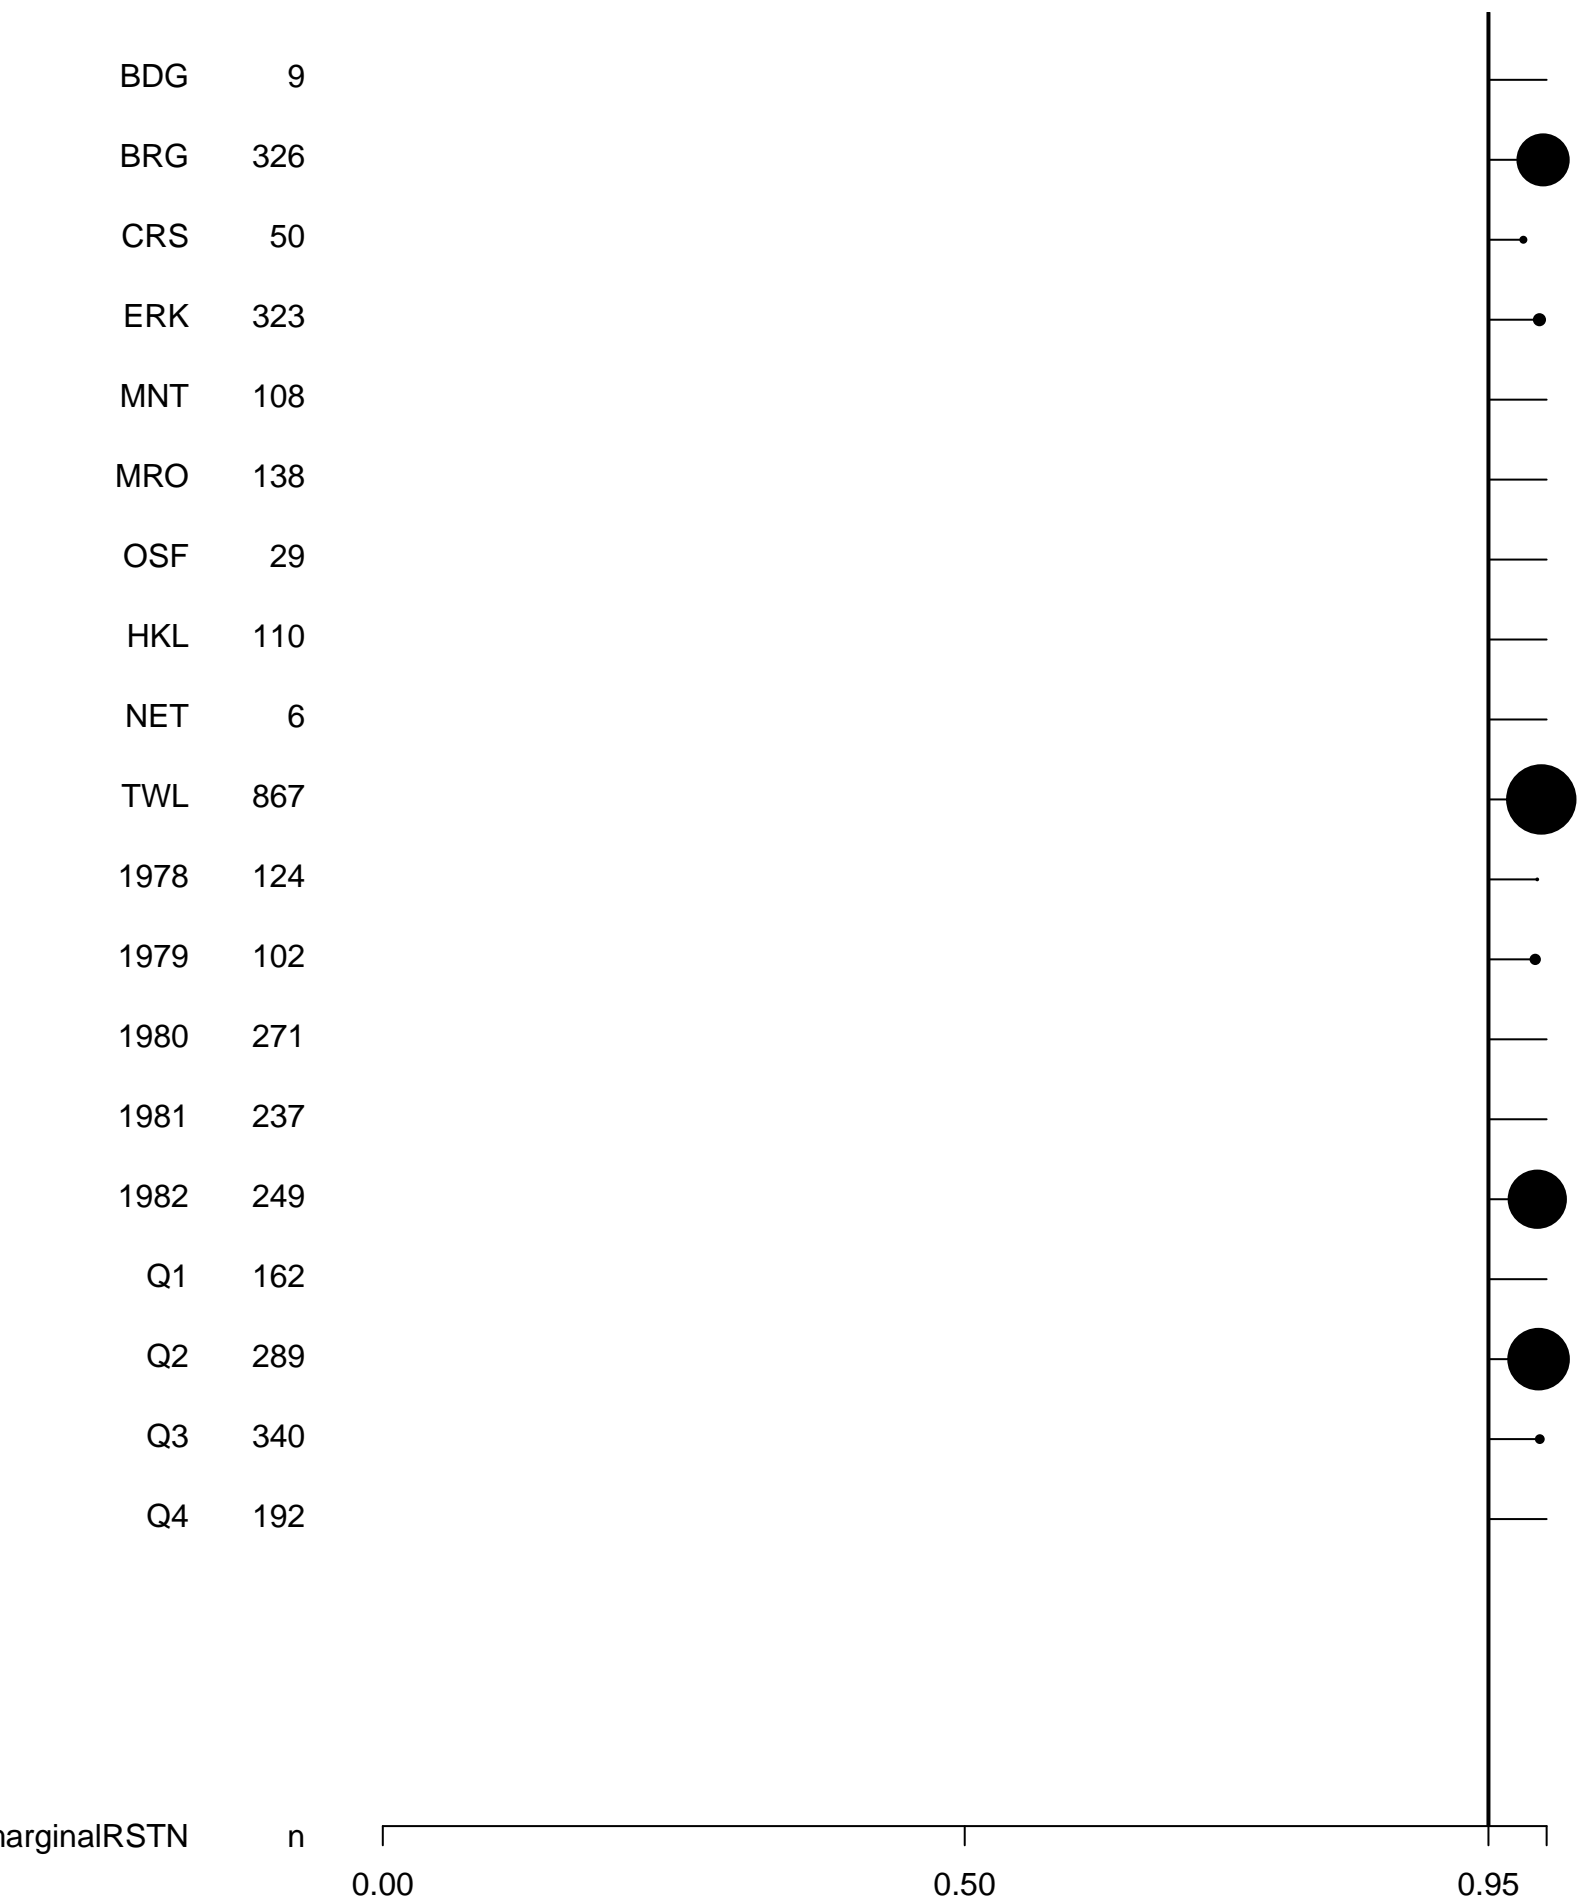 BDG 9
BRG 326
CRS 50
ERK 323
MNT 108
MRO 138
OSF 29
HKL 110
NET 6
TWL 867
1978 124
1979 102
1980 271
1981 237
1982 249
Q1 162
Q2 289
Q3 340
Q4 192
arginalRSTN n
0.00 0.50 0.95